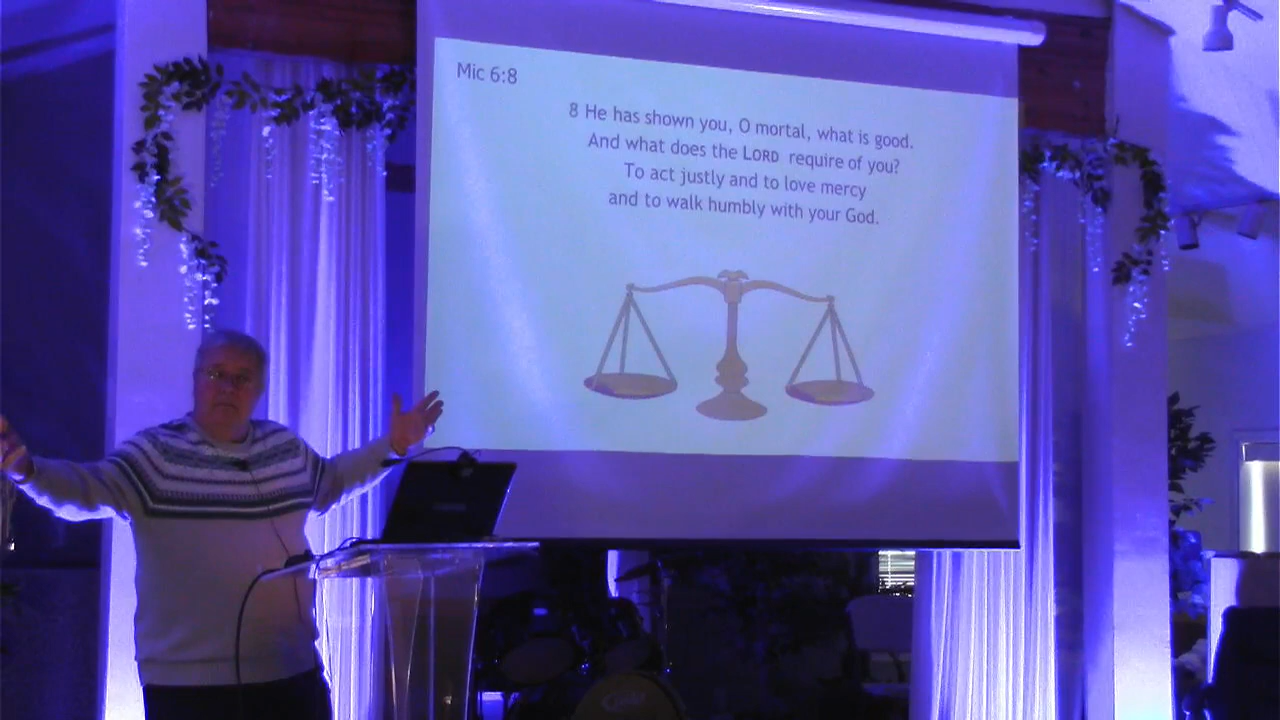 Mic 6:8
8 He has shown you, O mortal, what is good.
And what does the LORD require of you?
To act justly and to love mercy
and to walk humbly with your God.